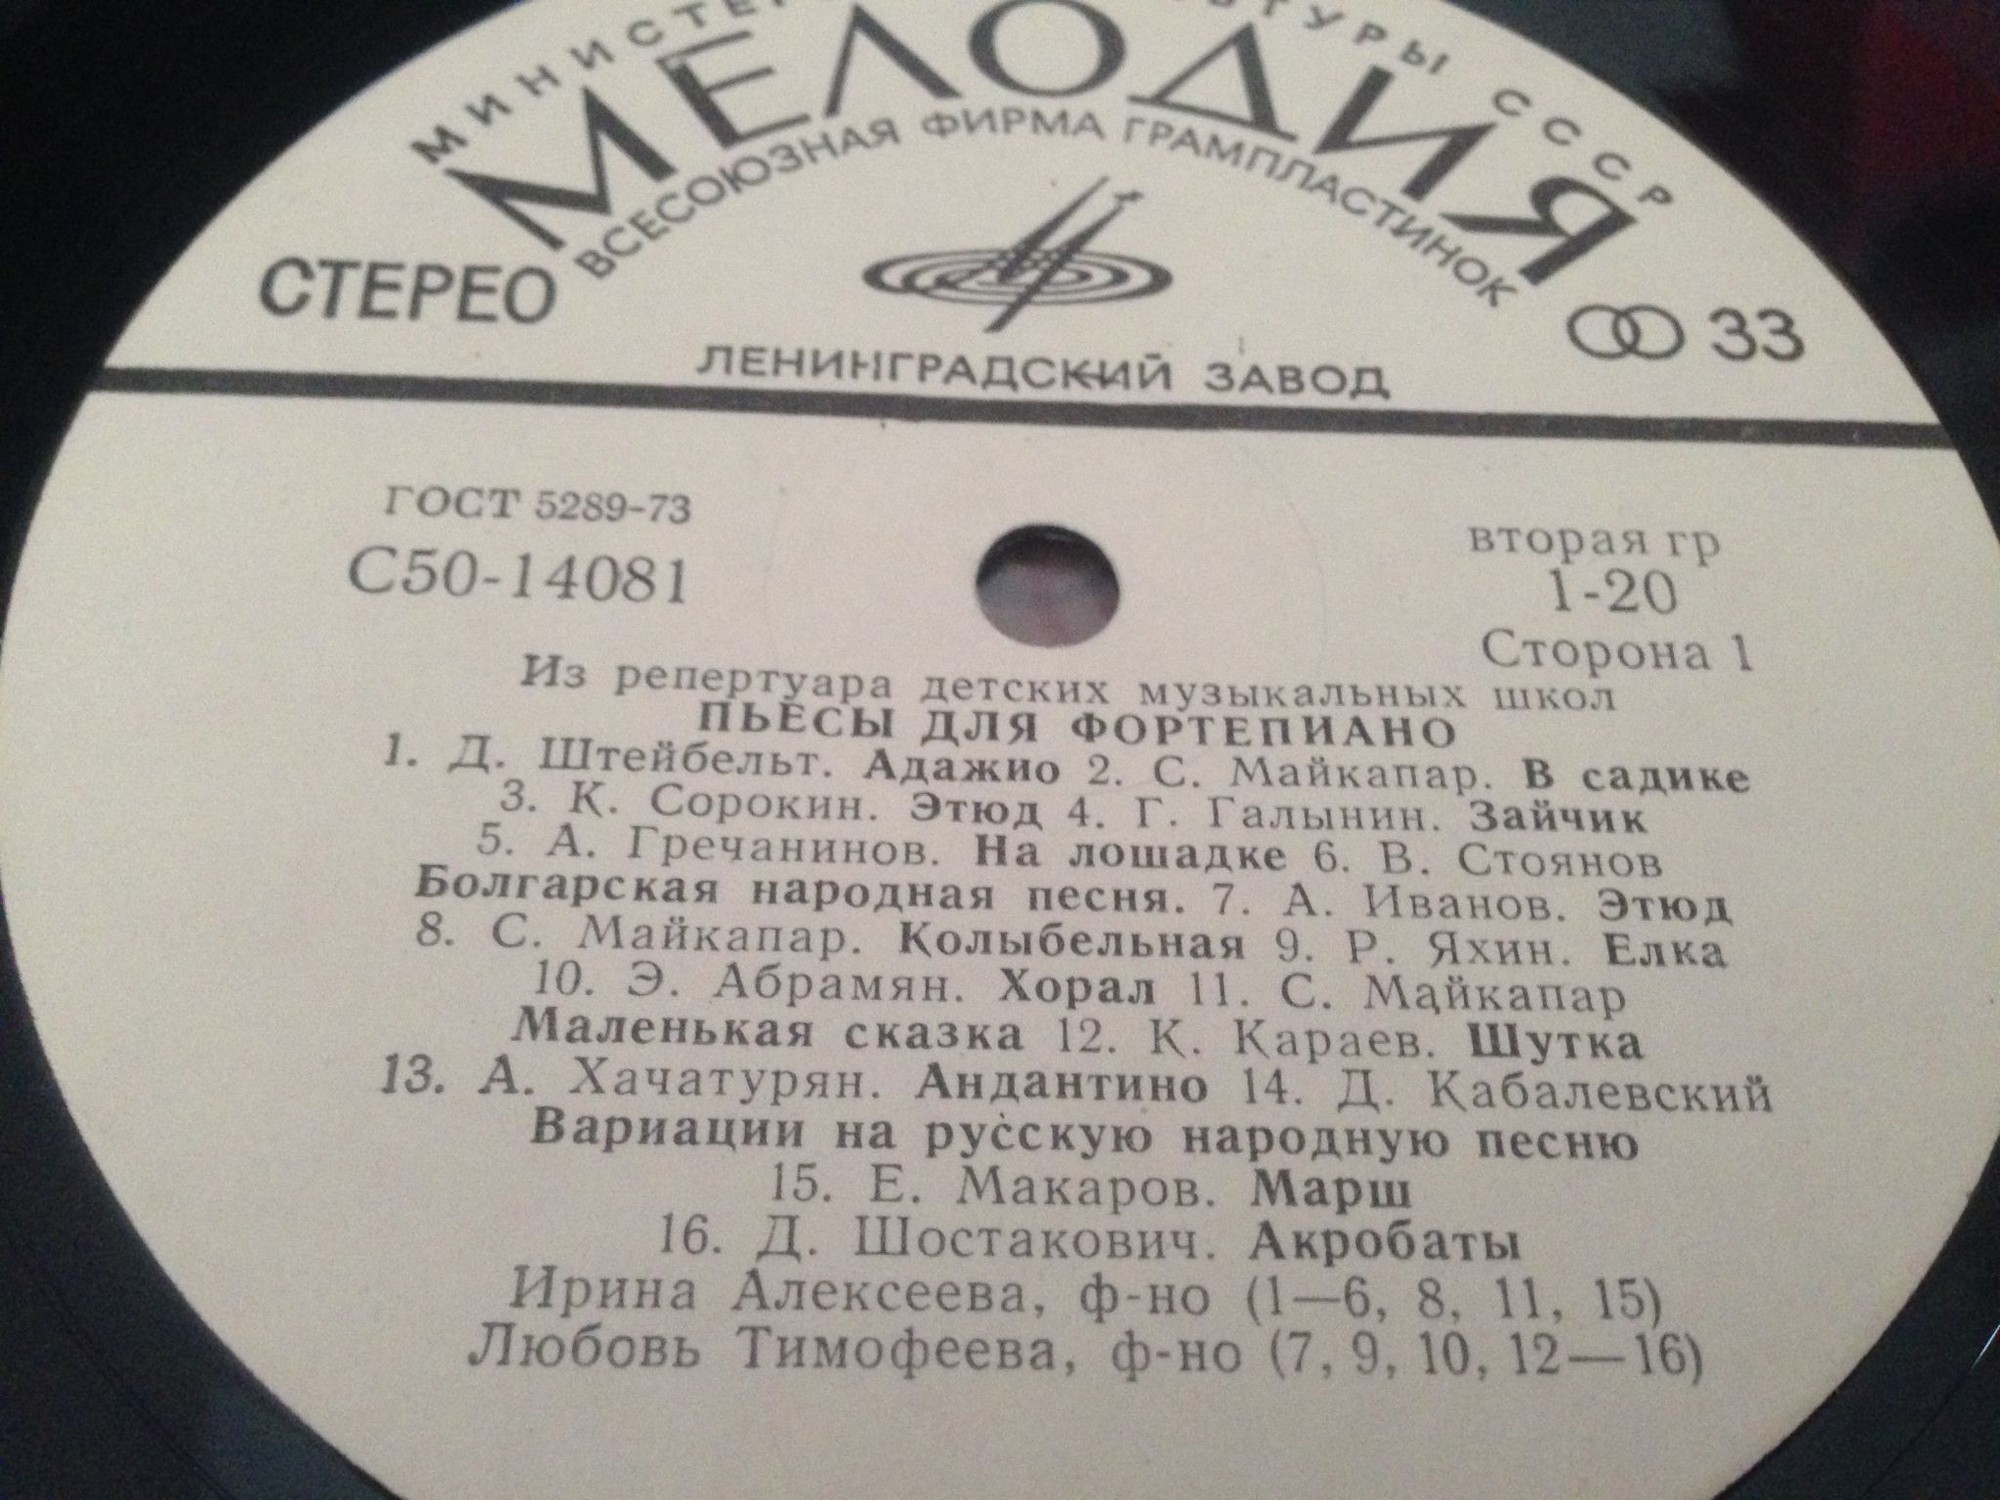 СССР
МЕЛОДИЯ
ВСЕСОЮЗНАЯ ФИРМА ГРАМПЛАСТИНОК
СТЕРЕО
33
ЛЕНИНГРАДСКИЙ ЗАВОД
ГОСТ 5289-73
С50-14081
вторая гр
1-20
Сторона 1
Из репертуара детских музыкальных школ
ПЬЕСЫ ДЛЯ ФОРТЕПИАНО
1. Д. Штейбельт. Адажио 2. С. Майкапар. В садике
3. К. Сорокин. Этюд 4. Г. Галынин. Зайчик
5. А. Гречанинов. На лошадке 6. В. Стоянов
Болгарская народная песня. 7. А. Иванов. Этюд
8. С. Майкапар. Колыбельная 9. Р. Яхин. Елка
10. Э. Абрамян. Хорал 11. С. Майкапар
Маленькая сказка 12. К. Караев. Шутка
13. А. Хачатурян. Андантино 14. Д. Кабалевский
Вариации на русскую народную песню
15. Е. Макаров. Марш
16. Д. Шостакович. Акробаты
Ирина Алексеева, ф-но (1—6, 8, 11, 15)
Любовь Тимофеева, ф-но (7, 9, 10, 12—16)